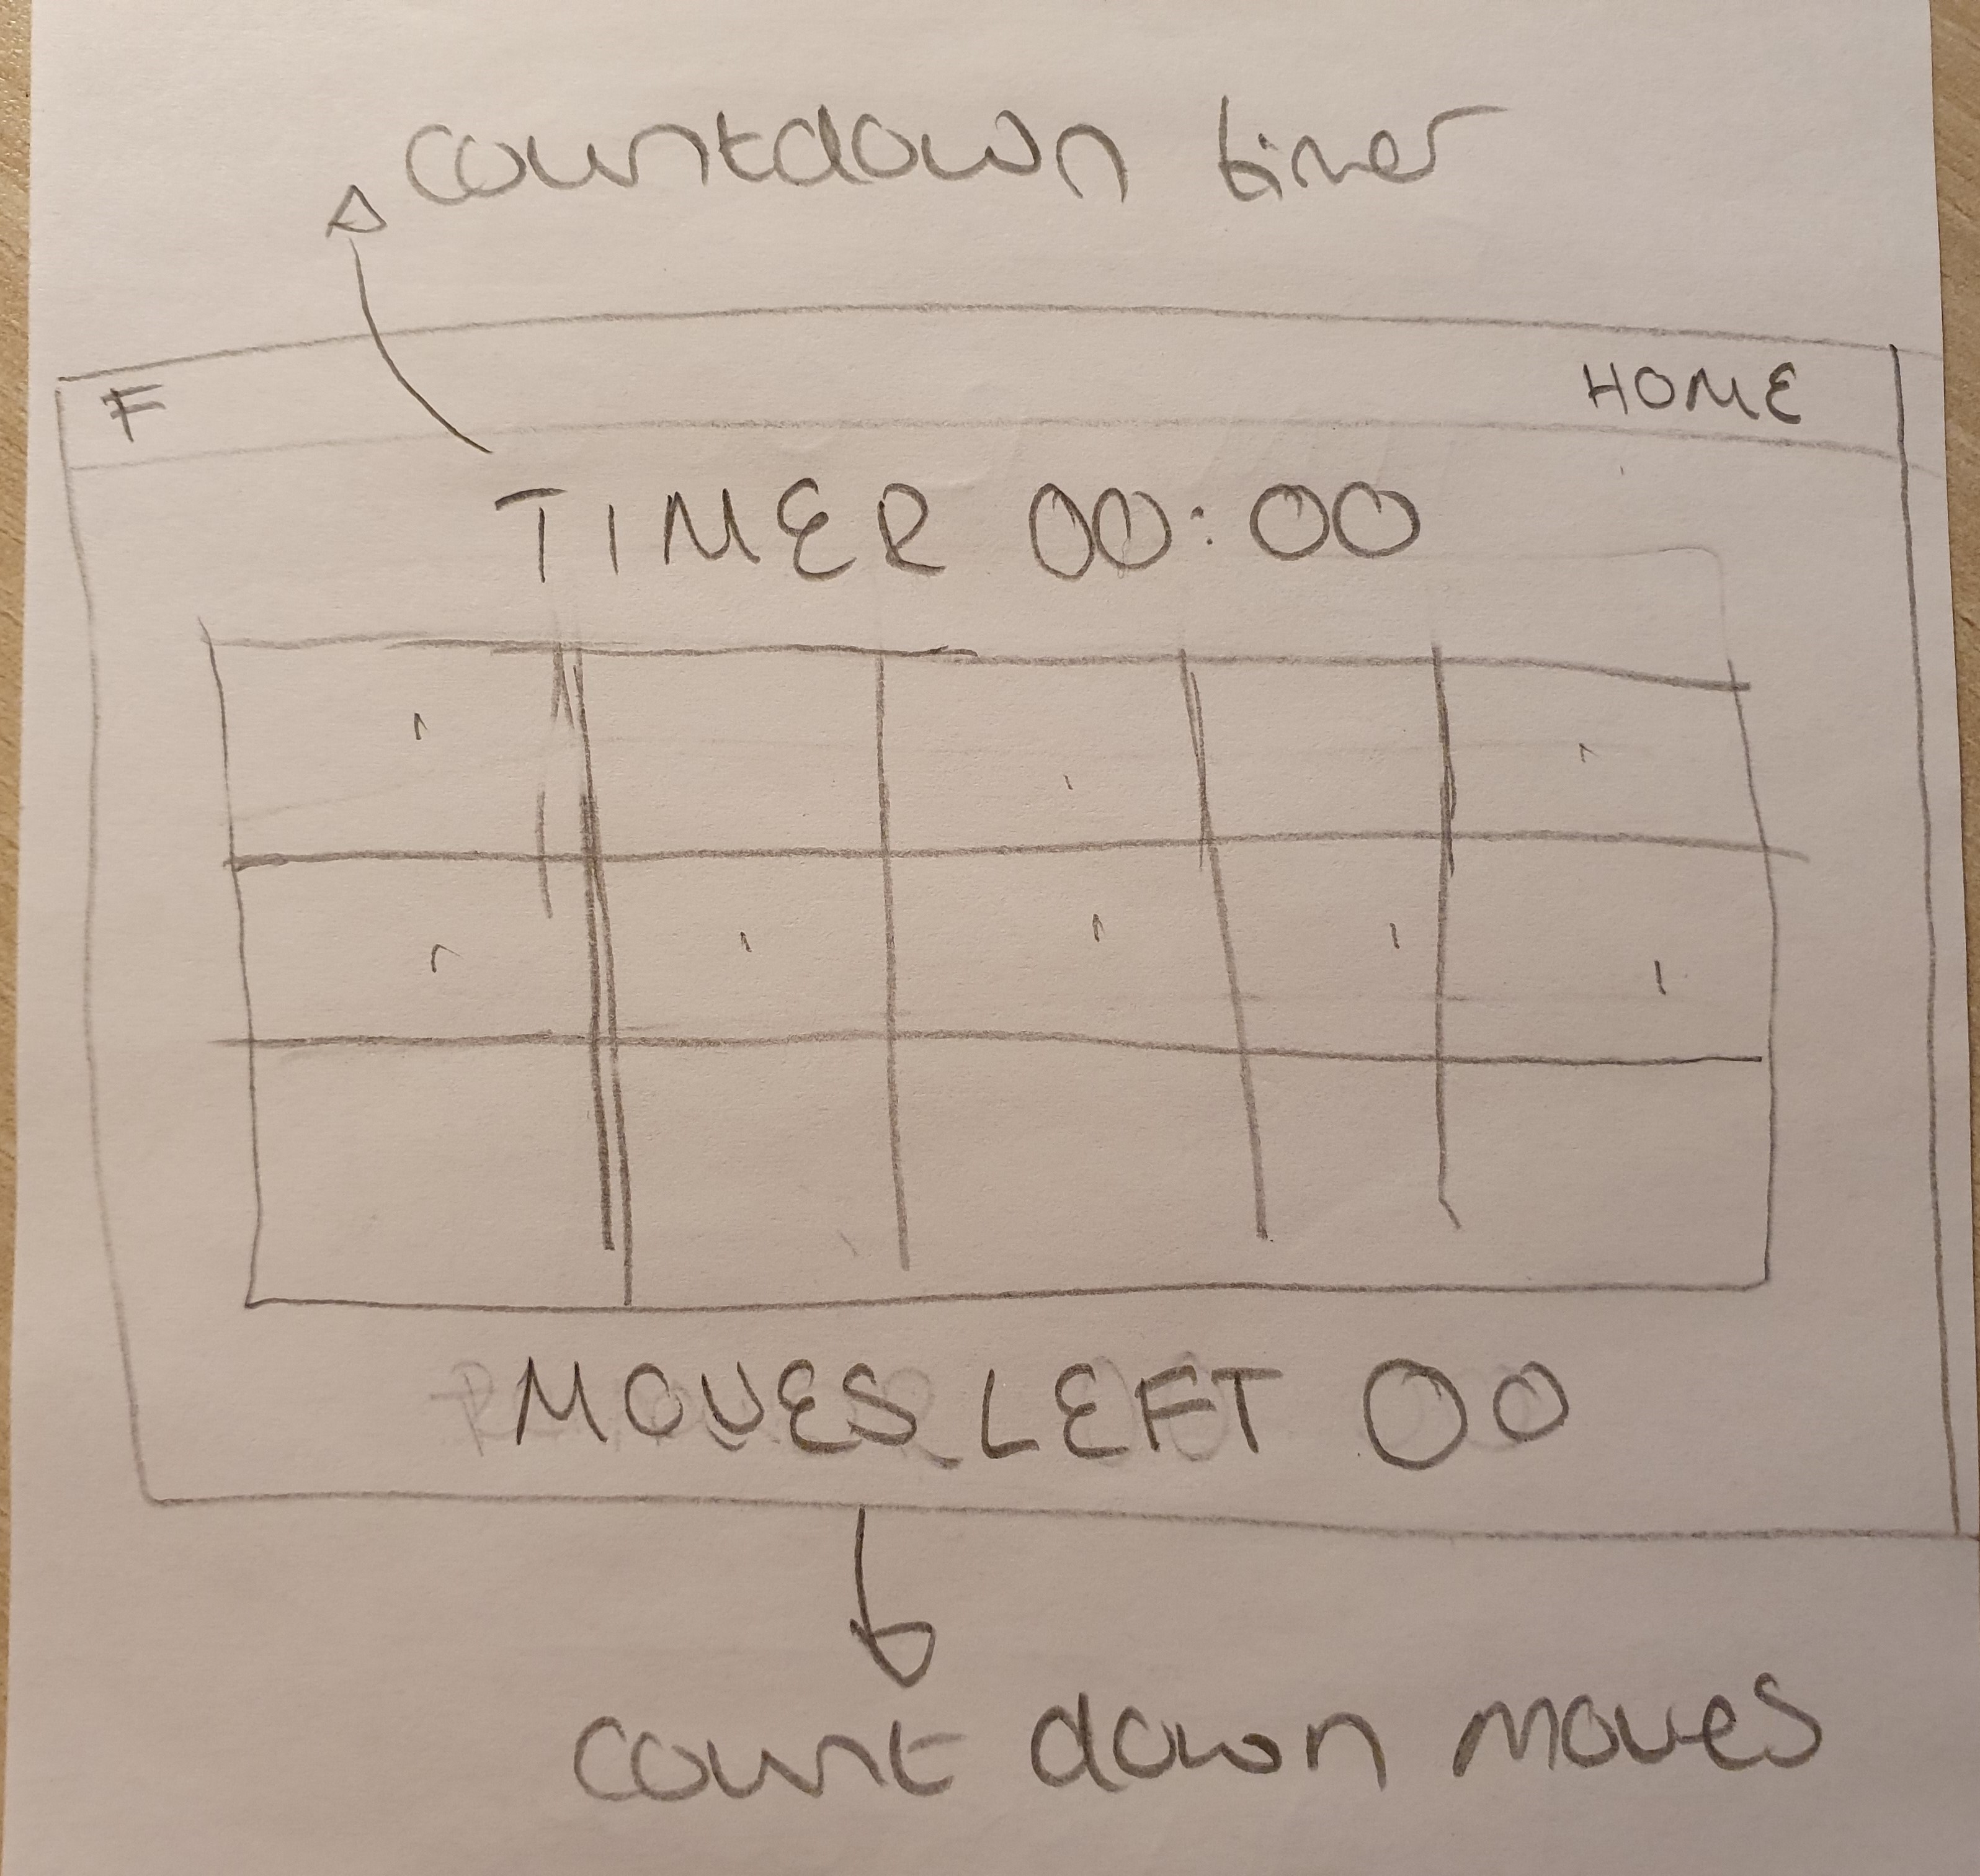 countdown timer
F HOME
TIMER 00:00
MOVES LEFT 00
count down moves